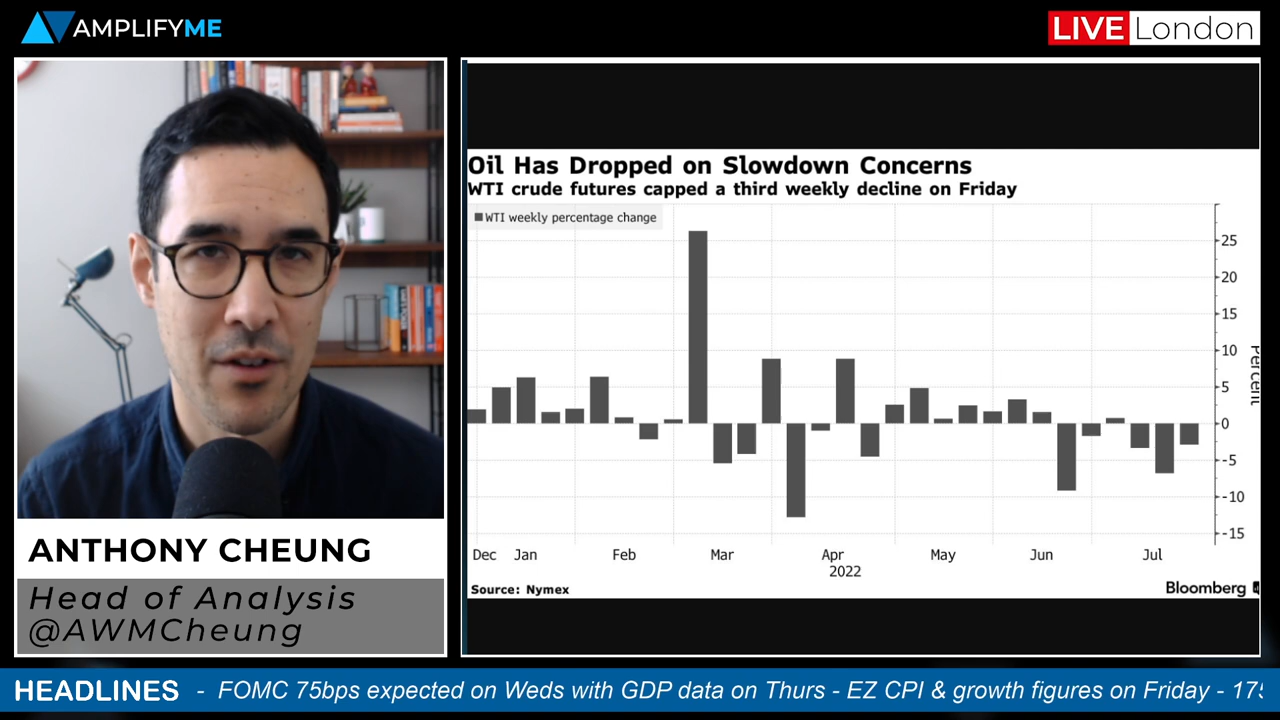 AMPLIFYME
LIVE London
Oil Has Dropped on Slowdown Concerns
WTI crude futures capped a third weekly decline on Friday
WTI weekly percentage change
25
20
15
10
5
0
-5
-10
-15
Percent
Dec Jan Feb Mar Apr May Jun Jul
2022
Source: Nymex
Bloomberg
ANTHONY CHEUNG
Head of Analysis
@AWMCheung
HEADLINES - FOMC 75bps expected on Weds with GDP data on Thurs - EZ CPI & growth figures on Friday -